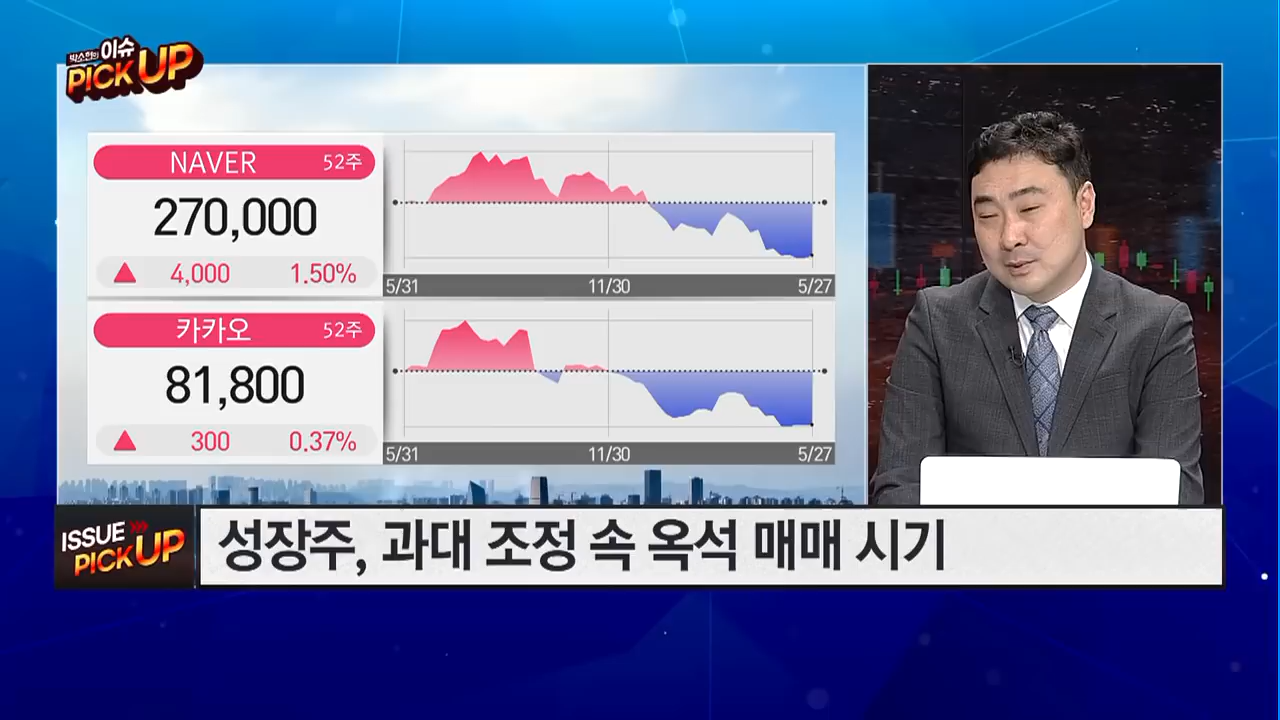 박소현의 이슈
PICK UP
NAVER 52주
270,000
▲ 4,000 1.50%
5/31 11/30 5/27
카카오 52주
81,800
▲ 300 0.37%
5/31 11/30 5/27
ISSUE
PICK UP
성장주, 과대 조정 속 옥석 매매 시기